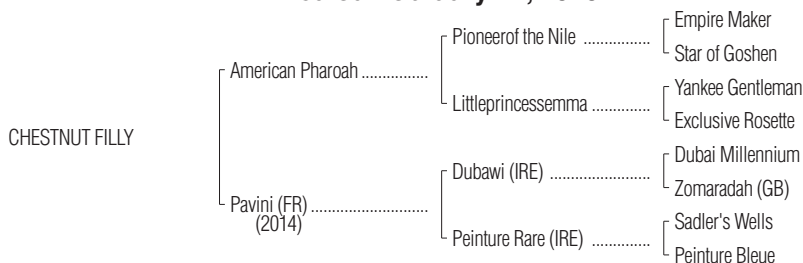 Empire Maker
Pioneerof the Nile ................
Star of Goshen
American Pharoah ................
Yankee Gentleman
Littleprincessemma ..............
Exclusive Rosette
CHESTNUT FILLY
Dubai Millennium
Dubawi (IRE) ........................
Zomaradah (GB)
Pavini (FR) ............................
(2014)
Sadler's Wells
Peinture Rare (IRE) ..............
Peinture Bleue